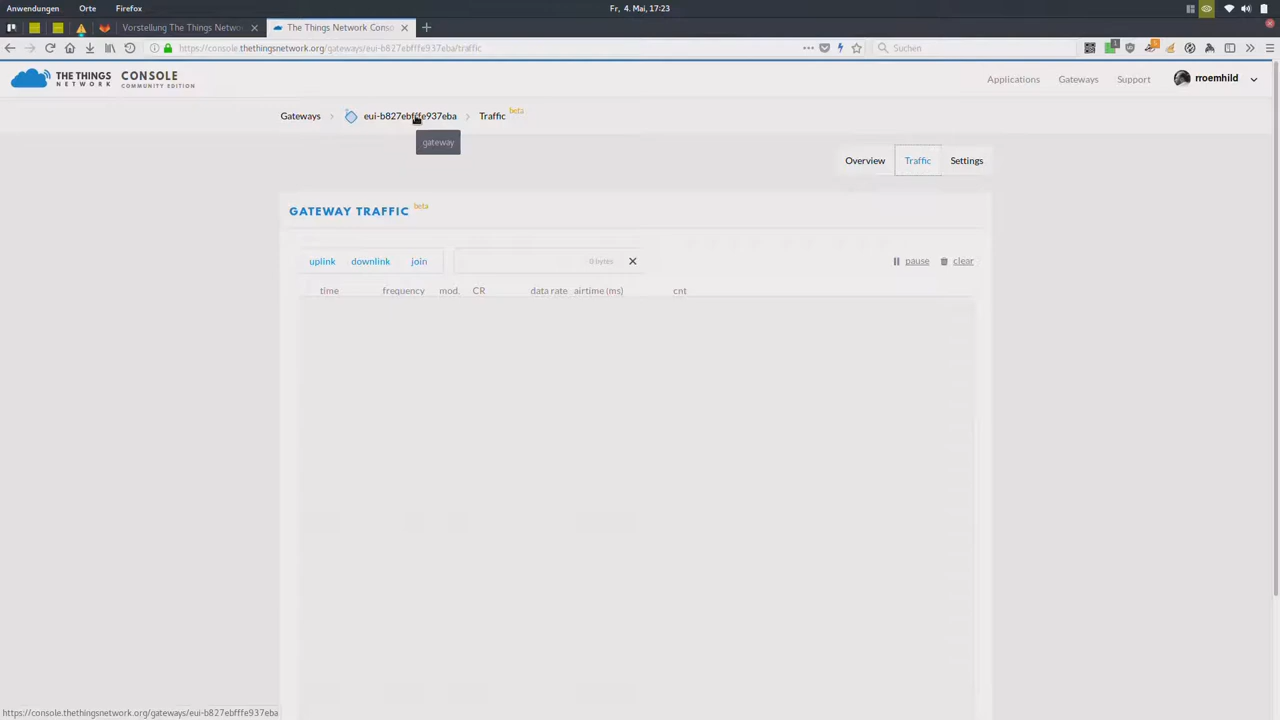 Anwendungen Orte Firefox Fr, 4. Mai, 17:23
Vorstellung The Things Netwo The Things Network Conso
https://console.thethingsnetwork.org/gateways/eui-b827ebfffe937eba/traffic Suchen
THE THINGS NETWORK CONSOLE COMMUNITY EDITION Applications Gateways Support rroemhild
Gateways eui-b827ebfffe937eba Traffic beta
gateway
Overview Traffic Settings
GATEWAY TRAFFIC beta
uplink downlink join 0 bytes pause clear
time frequency mod. CR data rate airtime (ms) cnt
https://console.thethingsnetwork.org/gateways/eui-b827ebfffe937eba